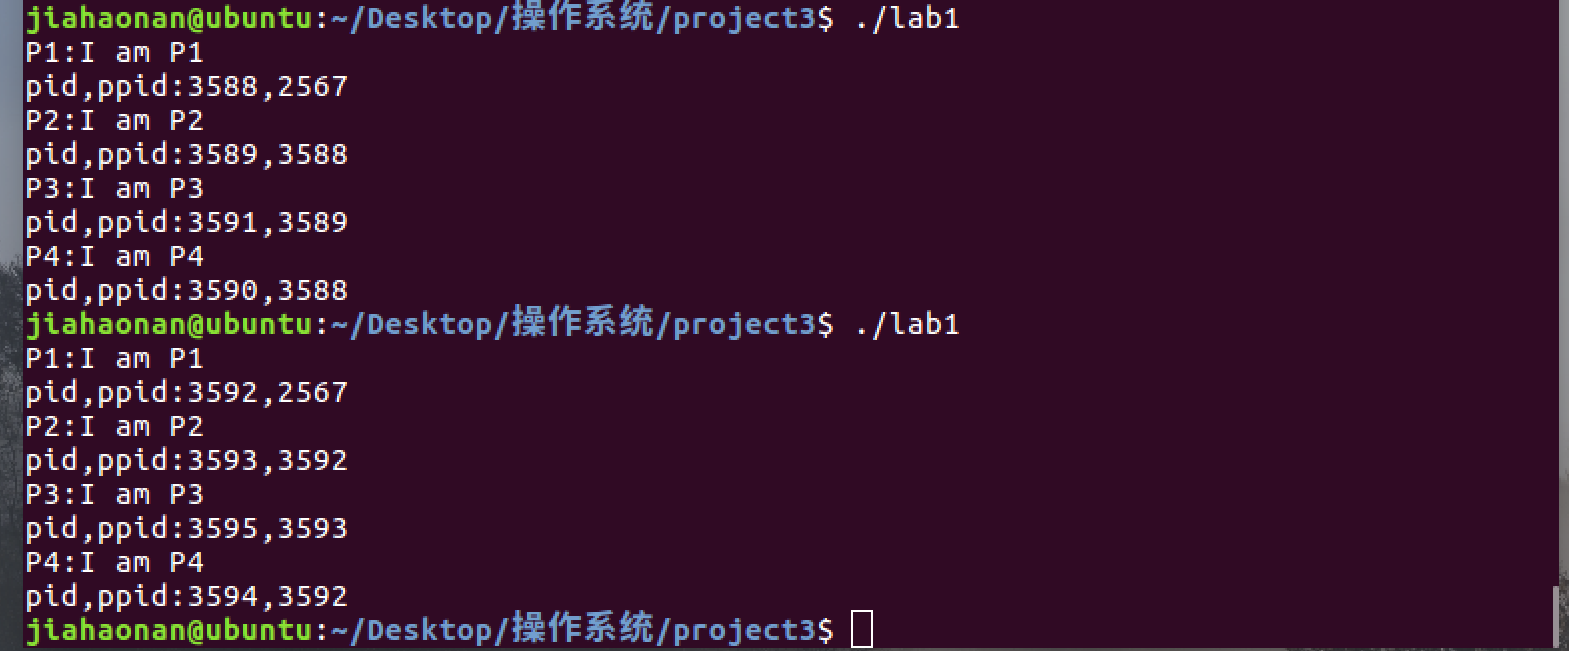 jiahaonan@ubuntu:~/Desktop/操作系统/project3$ ./lab1
P1:I am P1
pid,ppid:3588,2567
P2:I am P2
pid,ppid:3589,3588
P3:I am P3
pid,ppid:3591,3589
P4:I am P4
pid,ppid:3590,3588
jiahaonan@ubuntu:~/Desktop/操作系统/project3$ ./lab1
P1:I am P1
pid,ppid:3592,2567
P2:I am P2
pid,ppid:3593,3592
P3:I am P3
pid,ppid:3595,3593
P4:I am P4
pid,ppid:3594,3592
jiahaonan@ubuntu:~/Desktop/操作系统/project3$